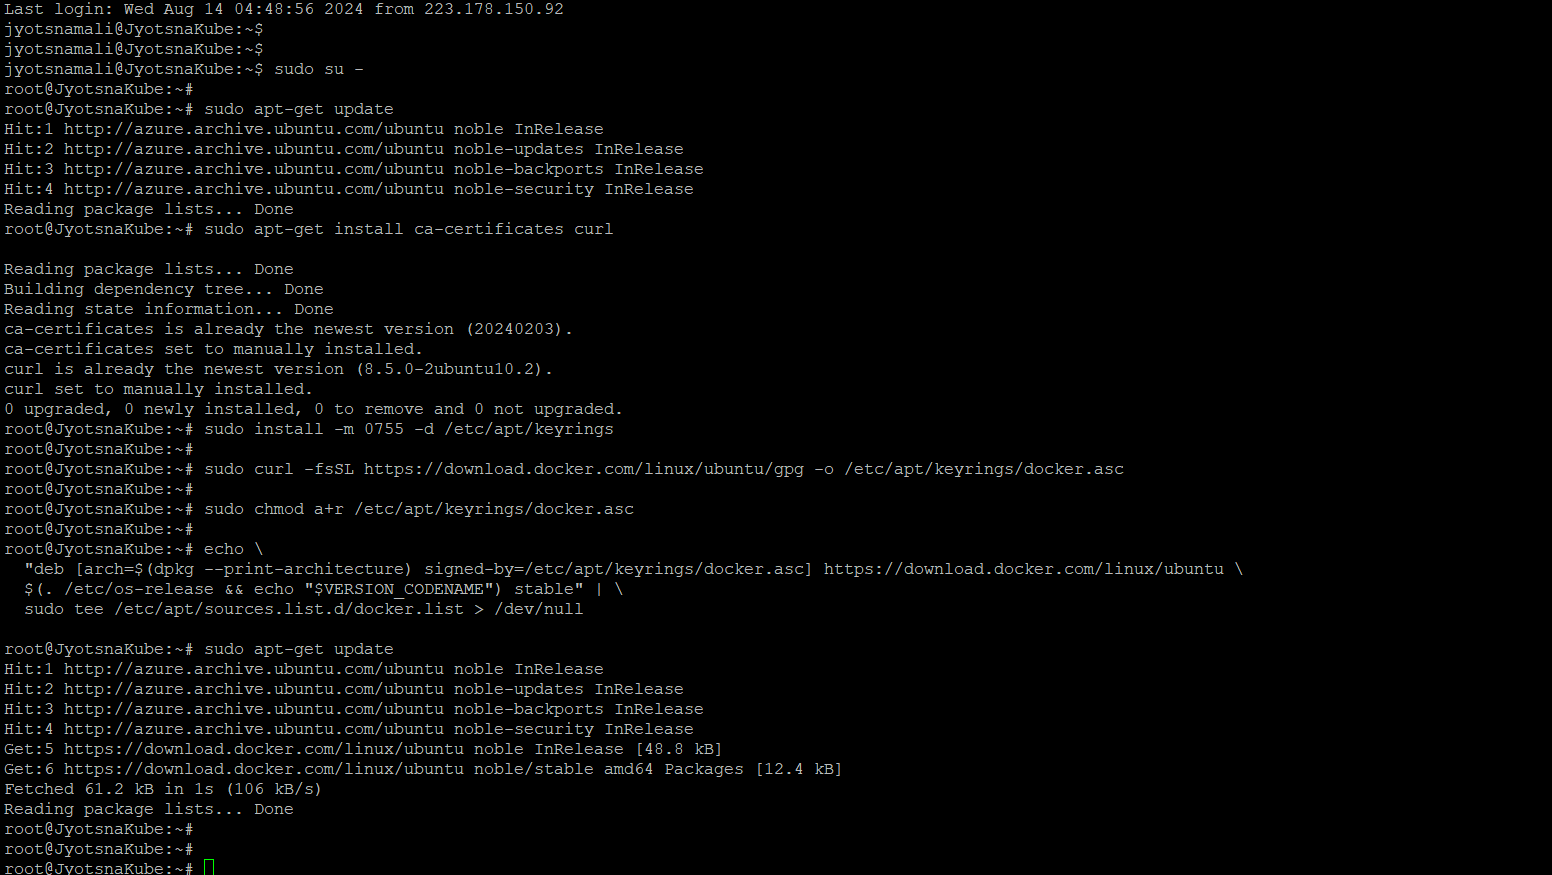 Last login: Wed Aug 14 04:48:56 2024 from 223.178.150.92
jyotsnamali@JyotsnaKube:~$
jyotsnamali@JyotsnaKube:~$
jyotsnamali@JyotsnaKube:~$ sudo su -
root@JyotsnaKube:~#
root@JyotsnaKube:~# sudo apt-get update
Hit:1 http://azure.archive.ubuntu.com/ubuntu noble InRelease
Hit:2 http://azure.archive.ubuntu.com/ubuntu noble-updates InRelease
Hit:3 http://azure.archive.ubuntu.com/ubuntu noble-backports InRelease
Hit:4 http://azure.archive.ubuntu.com/ubuntu noble-security InRelease
Reading package lists... Done
root@JyotsnaKube:~# sudo apt-get install ca-certificates curl

Reading package lists... Done
Building dependency tree... Done
Reading state information... Done
ca-certificates is already the newest version (20240203).
ca-certificates set to manually installed.
curl is already the newest version (8.5.0-2ubuntu10.2).
curl set to manually installed.
0 upgraded, 0 newly installed, 0 to remove and 0 not upgraded.
root@JyotsnaKube:~# sudo install -m 0755 -d /etc/apt/keyrings
root@JyotsnaKube:~#
root@JyotsnaKube:~# sudo curl -fsSL https://download.docker.com/linux/ubuntu/gpg -o /etc/apt/keyrings/docker.asc
root@JyotsnaKube:~#
root@JyotsnaKube:~# sudo chmod a+r /etc/apt/keyrings/docker.asc
root@JyotsnaKube:~#
root@JyotsnaKube:~# echo \
  "deb [arch=$(dpkg --print-architecture) signed-by=/etc/apt/keyrings/docker.asc] https://download.docker.com/linux/ubuntu \
  $(. /etc/os-release && echo "$VERSION_CODENAME") stable" | \
  sudo tee /etc/apt/sources.list.d/docker.list > /dev/null

root@JyotsnaKube:~# sudo apt-get update
Hit:1 http://azure.archive.ubuntu.com/ubuntu noble InRelease
Hit:2 http://azure.archive.ubuntu.com/ubuntu noble-updates InRelease
Hit:3 http://azure.archive.ubuntu.com/ubuntu noble-backports InRelease
Hit:4 http://azure.archive.ubuntu.com/ubuntu noble-security InRelease
Get:5 https://download.docker.com/linux/ubuntu noble InRelease [48.8 kB]
Get:6 https://download.docker.com/linux/ubuntu noble/stable amd64 Packages [12.4 kB]
Fetched 61.2 kB in 1s (106 kB/s)
Reading package lists... Done
root@JyotsnaKube:~#
root@JyotsnaKube:~#
root@JyotsnaKube:~#